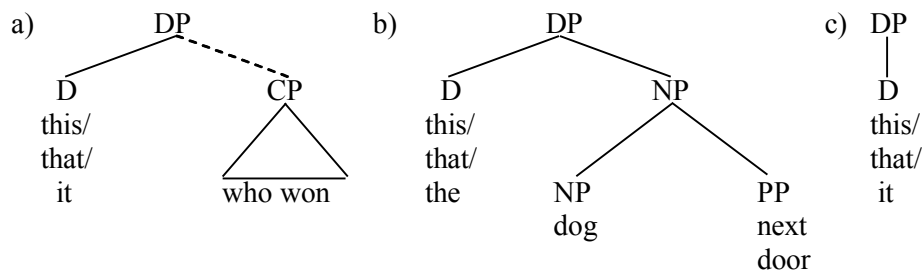 a) DP b) DP c) DP
D CP D NP D
this/ this/ this/
that/ that/ that/
it who won the NP PP it
dog next
door